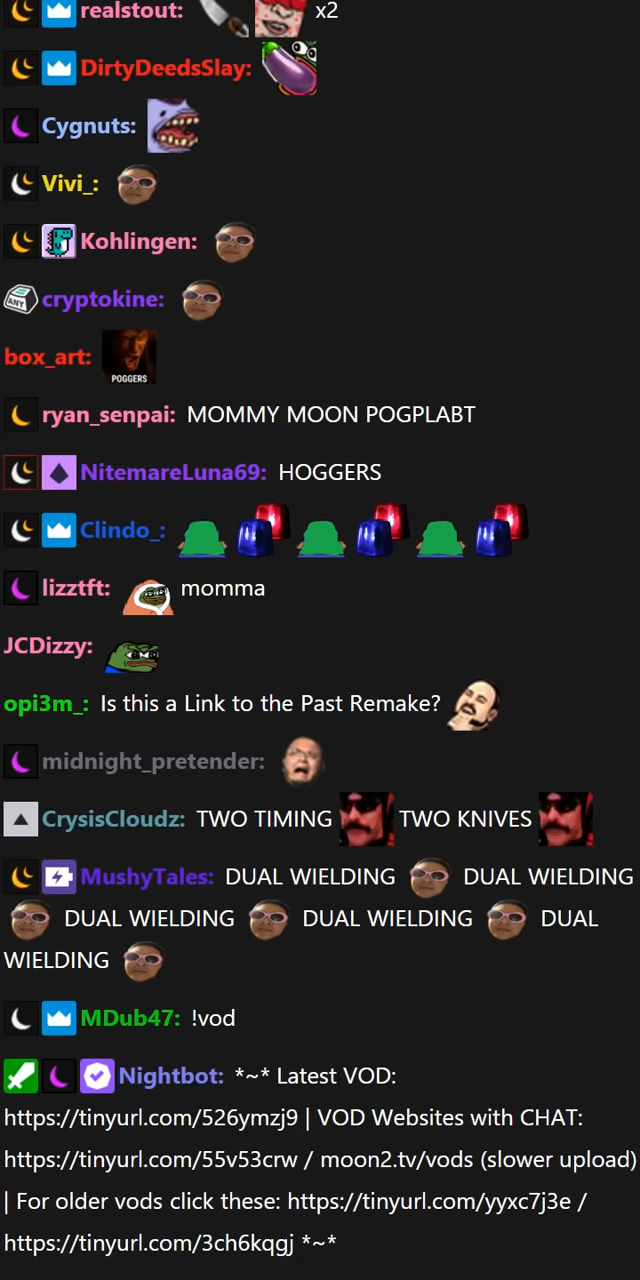 realstout: x2
DirtyDeedsSlay:
Cygnuts:
Vivi_:
Kohlingen:
ANY cryptokine:
box_art: POGGERS
ryan_senpai: MOMMY MOON POGPLABT
NitemareLuna69: HOGGERS
Clindo_:
lizztft: momma
JCDizzy:
opi3m_: Is this a Link to the Past Remake?
midnight_pretender:
CrysisCloudz: TWO TIMING TWO KNIVES
MushyTales: DUAL WIELDING DUAL WIELDING
DUAL WIELDING DUAL WIELDING DUAL
WIELDING
MDub47: !vod
Nightbot: *~* Latest VOD:
https://tinyurl.com/526ymzj9 | VOD Websites with CHAT:
https://tinyurl.com/55v53crw / moon2.tv/vods (slower upload)
| For older vods click these: https://tinyurl.com/yyxc7j3e /
https://tinyurl.com/3ch6kqgj *~*